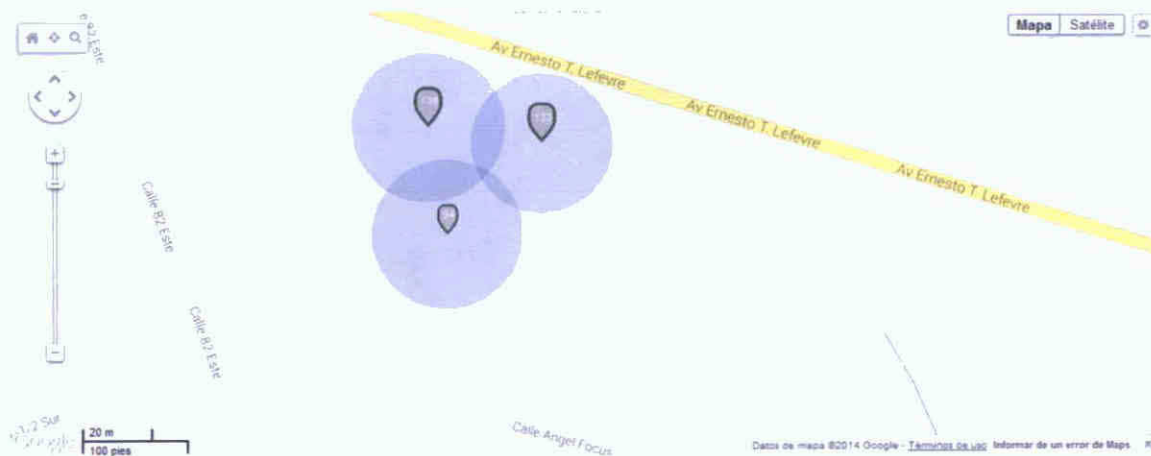 Mapa
Satélite
Av Ernesto T. Lefevre
Av Ernesto T. Lefevre
Av Ernesto T. Lefevre
Calle 82 Este
Calle 82 Este
20 m
100 pies
Calle Angel Focus
Datos de mapa ©2014 Google - Términos de uso Informar de un error de Maps